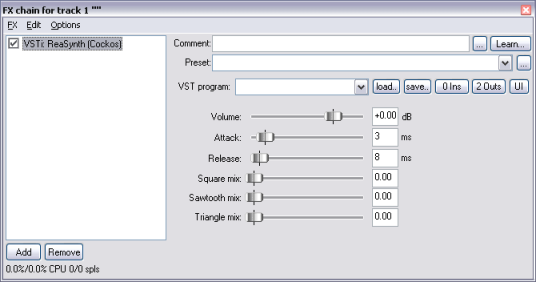 FX chain for track 1 ""
FX Edit Options
VSTi: ReaSynth (Cockos)
Comment: ... Learn...
Preset: ...
VST program: load.. save.. 0 Ins 2 Outs UI
Volume: +0.00 dB
Attack: 3 ms
Release: 8 ms
Square mix: 0.00
Sawtooth mix: 0.00
Triangle mix: 0.00
Add Remove
0.0%/0.0% CPU 0/0 spls